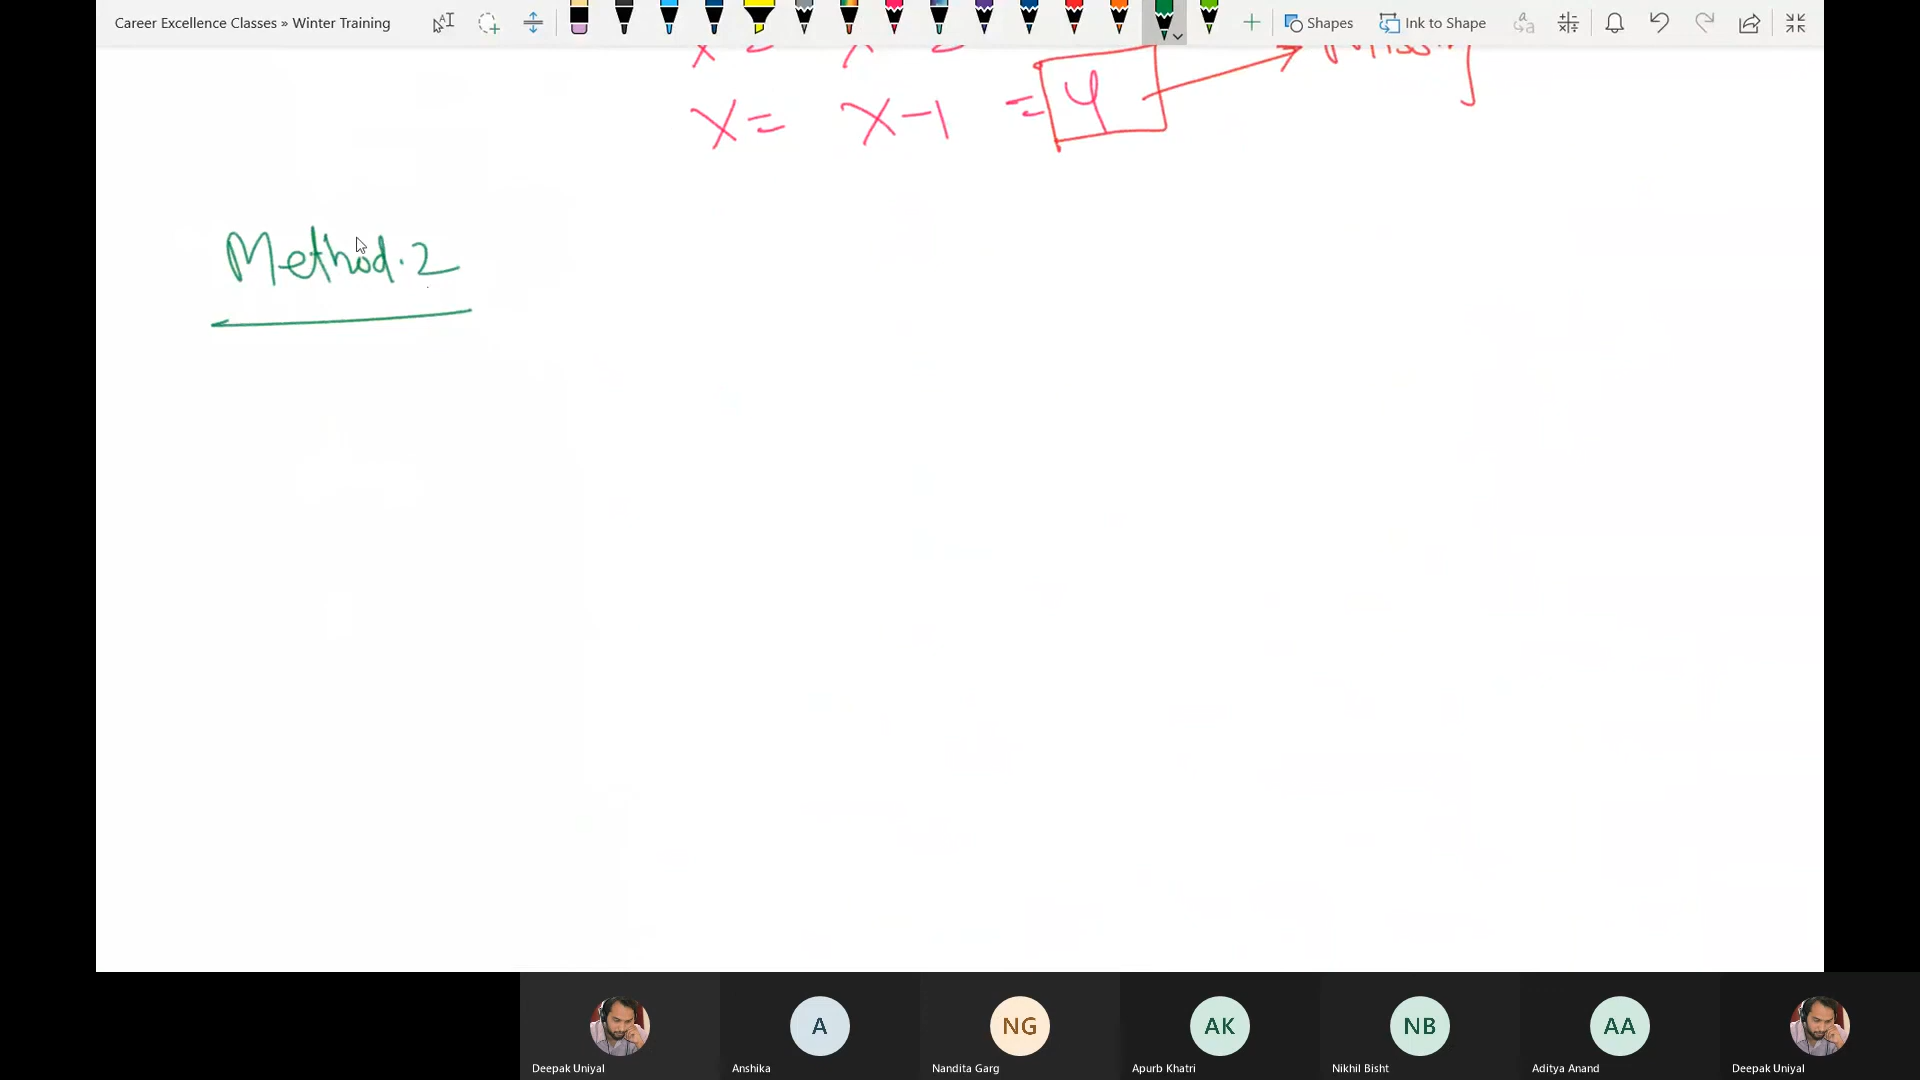 Career Excellence Classes » Winter Training
Shapes
Ink to Shape
X = X-1 = 4
Method.2
Deepak Uniyal
A
Anshika
NG
Nandita Garg
AK
Apurb Khatri
NB
Nikhil Bisht
AA
Aditya Anand
Deepak Uniyal